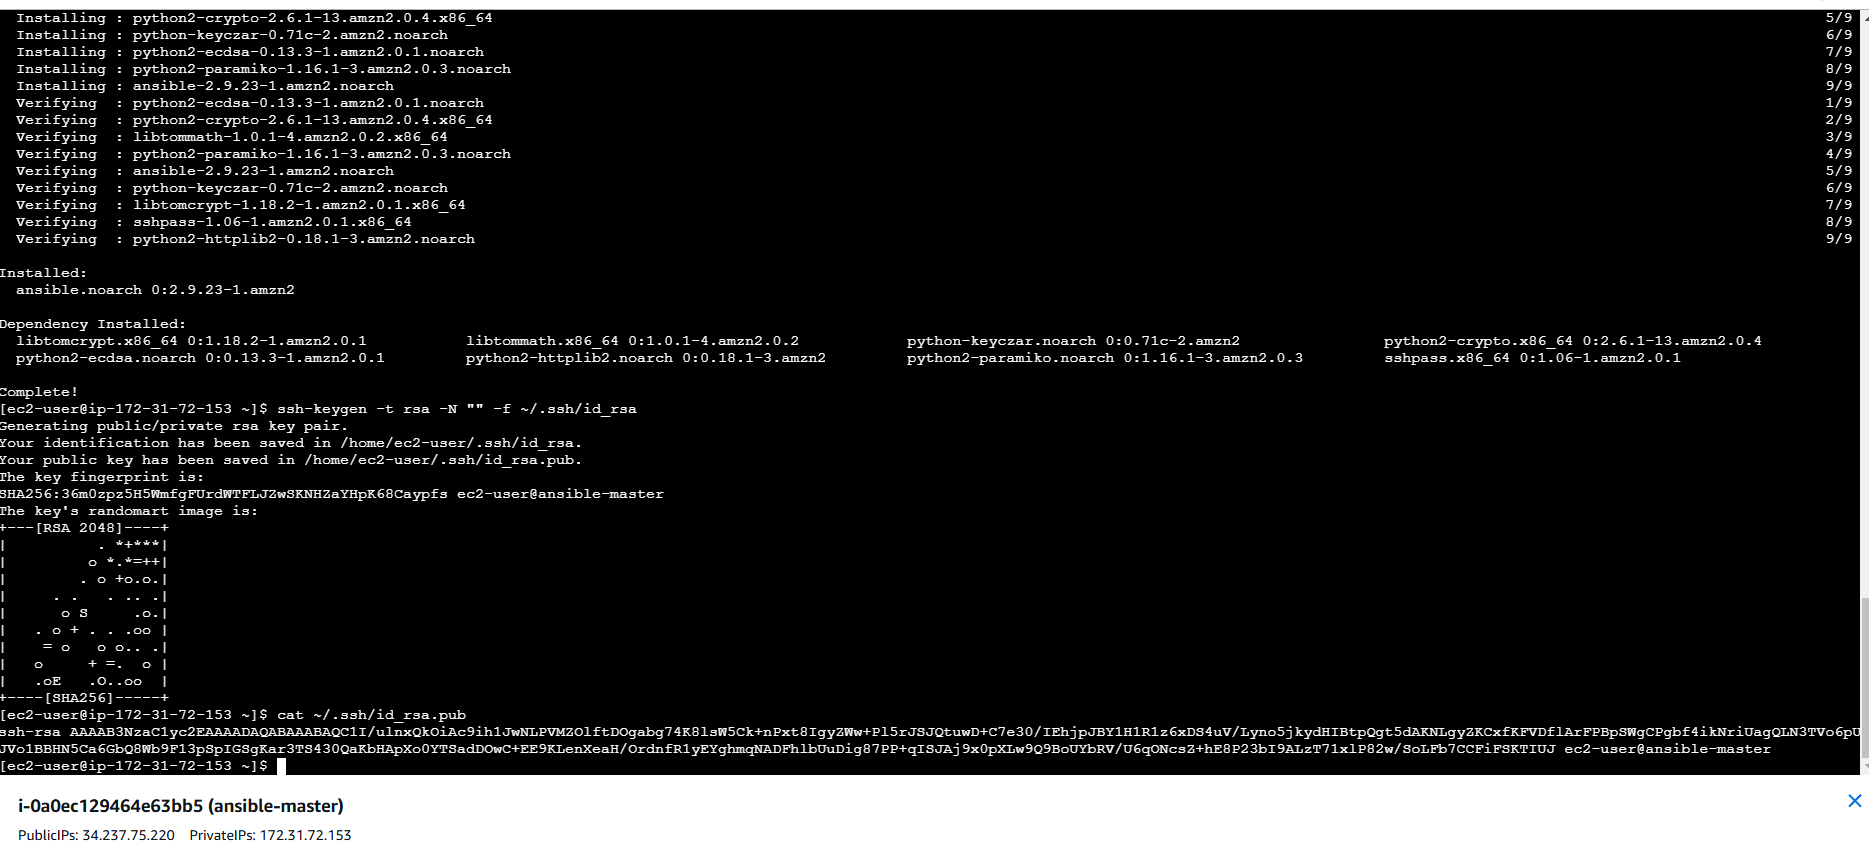 Installing : python2-crypto-2.6.1-13.amzn2.0.4.x86_64 5/9
Installing : python-keyczar-0.71c-2.amzn2.noarch 6/9
Installing : python2-ecdsa-0.13.3-1.amzn2.0.1.noarch 7/9
Installing : python2-paramiko-1.16.1-3.amzn2.0.3.noarch 8/9
Installing : ansible-2.9.23-1.amzn2.noarch 9/9
Verifying : python2-ecdsa-0.13.3-1.amzn2.0.1.noarch 1/9
Verifying : python2-crypto-2.6.1-13.amzn2.0.4.x86_64 2/9
Verifying : libtommath-1.0.1-4.amzn2.0.2.x86_64 3/9
Verifying : python2-paramiko-1.16.1-3.amzn2.0.3.noarch 4/9
Verifying : ansible-2.9.23-1.amzn2.noarch 5/9
Verifying : python-keyczar-0.71c-2.amzn2.noarch 6/9
Verifying : libtomcrypt-1.18.2-1.amzn2.0.1.x86_64 7/9
Verifying : sshpass-1.06-1.amzn2.0.1.x86_64 8/9
Verifying : python2-httplib2-0.18.1-3.amzn2.noarch 9/9
Installed:
ansible.noarch 0:2.9.23-1.amzn2
Dependency Installed:
libtomcrypt.x86_64 0:1.18.2-1.amzn2.0.1 libtommath.x86_64 0:1.0.1-4.amzn2.0.2 python-keyczar.noarch 0:0.71c-2.amzn2 python2-crypto.x86_64 0:2.6.1-13.amzn2.0.4
python2-ecdsa.noarch 0:0.13.3-1.amzn2.0.1 python2-httplib2.noarch 0:0.18.1-3.amzn2 python2-paramiko.noarch 0:1.16.1-3.amzn2.0.3 sshpass.x86_64 0:1.06-1.amzn2.0.1
Complete!
[ec2-user@ip-172-31-72-153 ~]$ ssh-keygen -t rsa -N "" -f ~/.ssh/id_rsa
Generating public/private rsa key pair.
Your identification has been saved in /home/ec2-user/.ssh/id_rsa.
Your public key has been saved in /home/ec2-user/.ssh/id_rsa.pub.
The key fingerprint is:
SHA256:36m0zpz5H5WmfgFUrdWTFLJZwSKNHZaYHpK68Caypfs ec2-user@ansible-master
The key's randomart image is:
+---[RSA 2048]----+
|          . *+***|
|         o *.*=++|
|        . o +o.o.|
|     . .   . .. .|
|      o S     .o.|
|   . o + . . .oo |
|    = o   o o.. .|
|   o     + =.  o |
|   .oE   .O..oo  |
+----[SHA256]-----+
[ec2-user@ip-172-31-72-153 ~]$ cat ~/.ssh/id_rsa.pub
ssh-rsa AAAAB3NzaC1yc2EAAAADAQABAAABAQC1I/ulnxQkOiAc9ih1JwNLPVMZOlftDOgabg74K8lsW5Ck+nPxt8IgyZWw+Pl5rJSJQtuwD+C7e30/IEhjpJBY1H1R1z6xDS4uV/Lyno5jkydHIBtpQgt5dAKNLgyZKCxfKFVDflArFPBpSWgCPgbf4ikNriUagQLN3TVo6pU
JVo1BBHN5Ca6GbQ8Wb9F13pSpIGSgKar3TS430QaKbHApXo0YTSadDOwC+EE9KLenXeaH/OrdnfR1yEYghmqNADFhlbUuDig87PP+qISJAj9x0pXLw9Q9BoUYbRV/U6qONcsZ+hE8P23bI9ALzT71xlP82w/SoLFb7CCFiFSKTIUJ ec2-user@ansible-master
[ec2-user@ip-172-31-72-153 ~]$
i-0a0ec129464e63bb5 (ansible-master)
PublicIPs: 34.237.75.220 PrivateIPs: 172.31.72.153